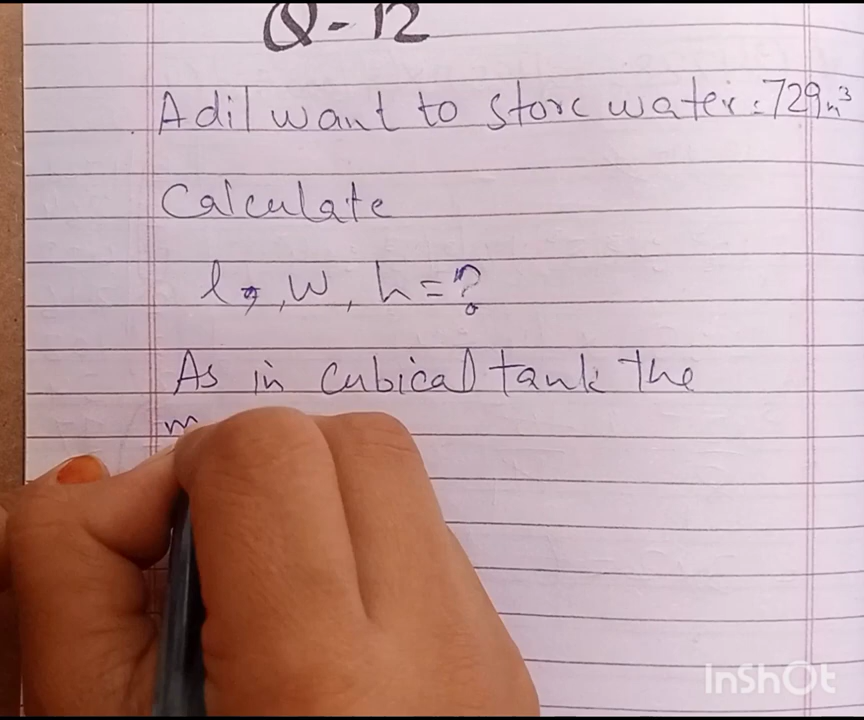 Q-12
Adil want to store water = 729m³
Calculate
l, w, h = ?
As in cubical tank the
m
InShOt